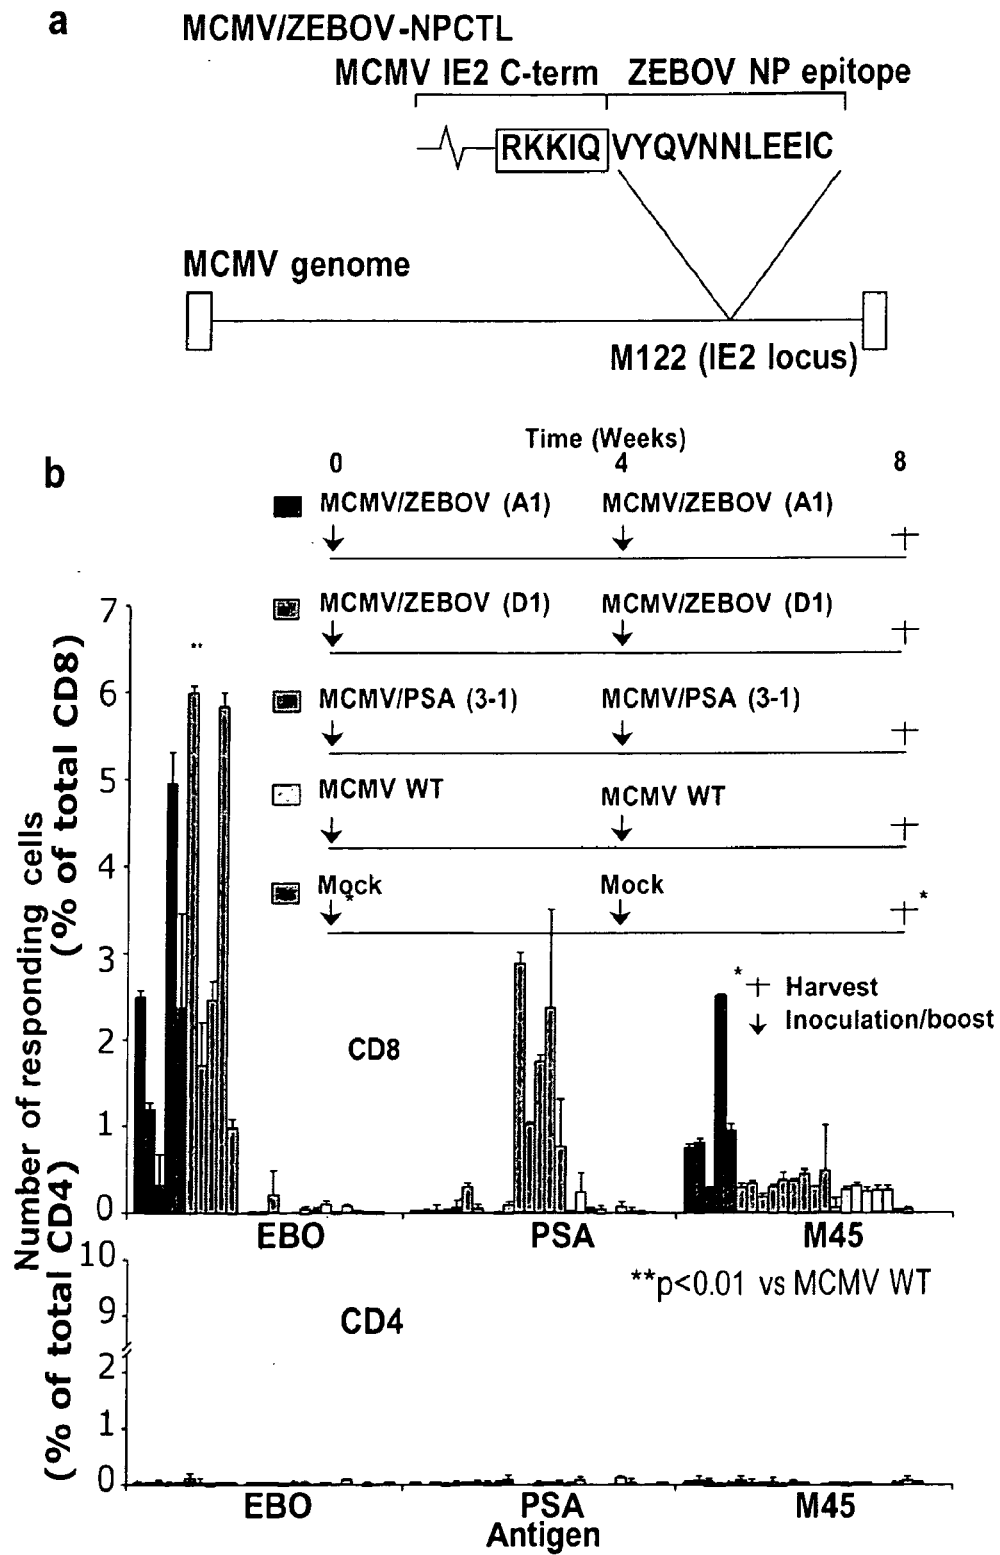 a
MCMV/ZEBOV-NPCTL
MCMV IE2 C-term ZEBOV NP epitope
RKKIQ VYQVNNLEEIC
MCMV genome
M122 (IE2 locus)
b
Time (Weeks)
0 4 8
MCMV/ZEBOV (A1) MCMV/ZEBOV (A1)
MCMV/ZEBOV (D1) MCMV/ZEBOV (D1)
MCMV/PSA (3-1) MCMV/PSA (3-1)
MCMV WT MCMV WT
Mock Mock
* *
* Harvest
Inoculation/boost
**
Number of responding cells
(% of total CD8)
(% of total CD4)
7
6
5
4
3
2
1
0
CD8
EBO PSA M45
**p<0.01 vs MCMV WT
10
9
2
1
0
CD4
EBO PSA M45
Antigen